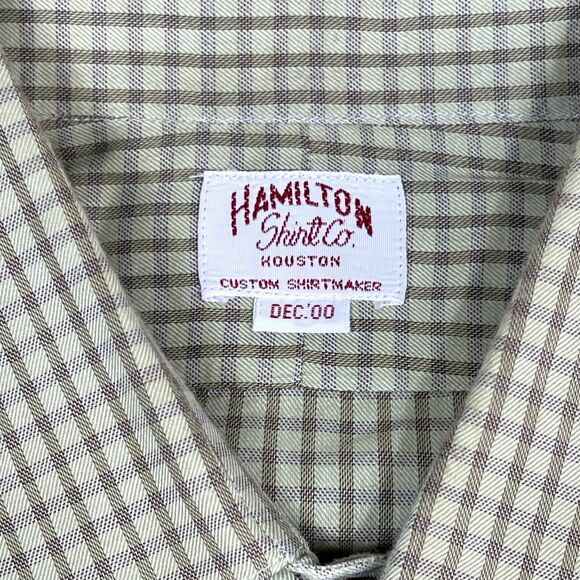 HAMILTON
Shirt Co.
HOUSTON
CUSTOM SHIRTMAKER
DEC.'00